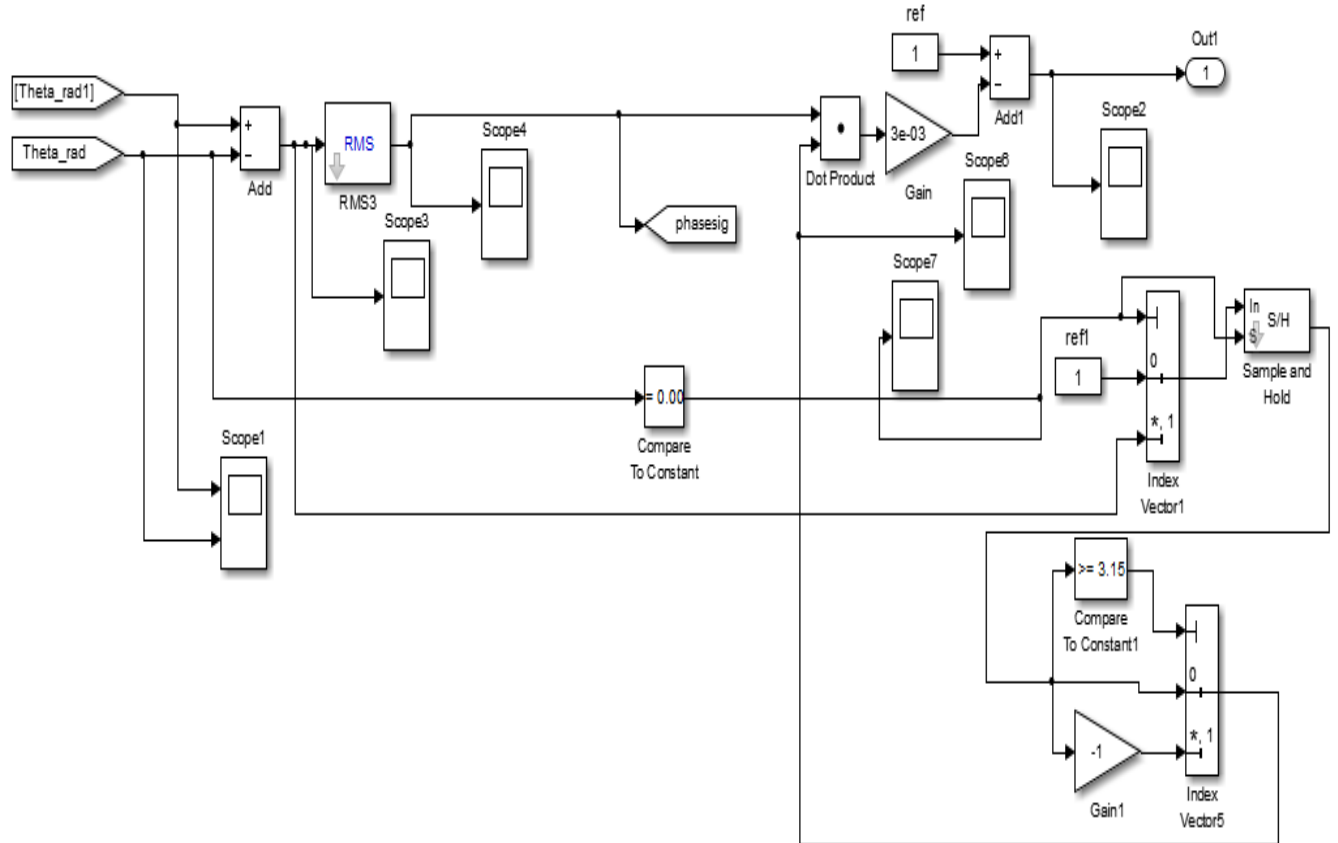 ref
1
+
−
Add1
Out1
1
[Theta_rad1]
Theta_rad
+
−
Add
RMS
RMS3
Scope4
Scope3
phasesig
Dot Product
3e-03
Gain
Scope6
Scope2
Scope7
ref1
1
0
*, 1
Index
Vector1
In
S/H
S
Sample and
Hold
= 0.00
Compare
To Constant
Scope1
>= 3.15
Compare
To Constant1
-1
Gain1
0
*, 1
Index
Vector5